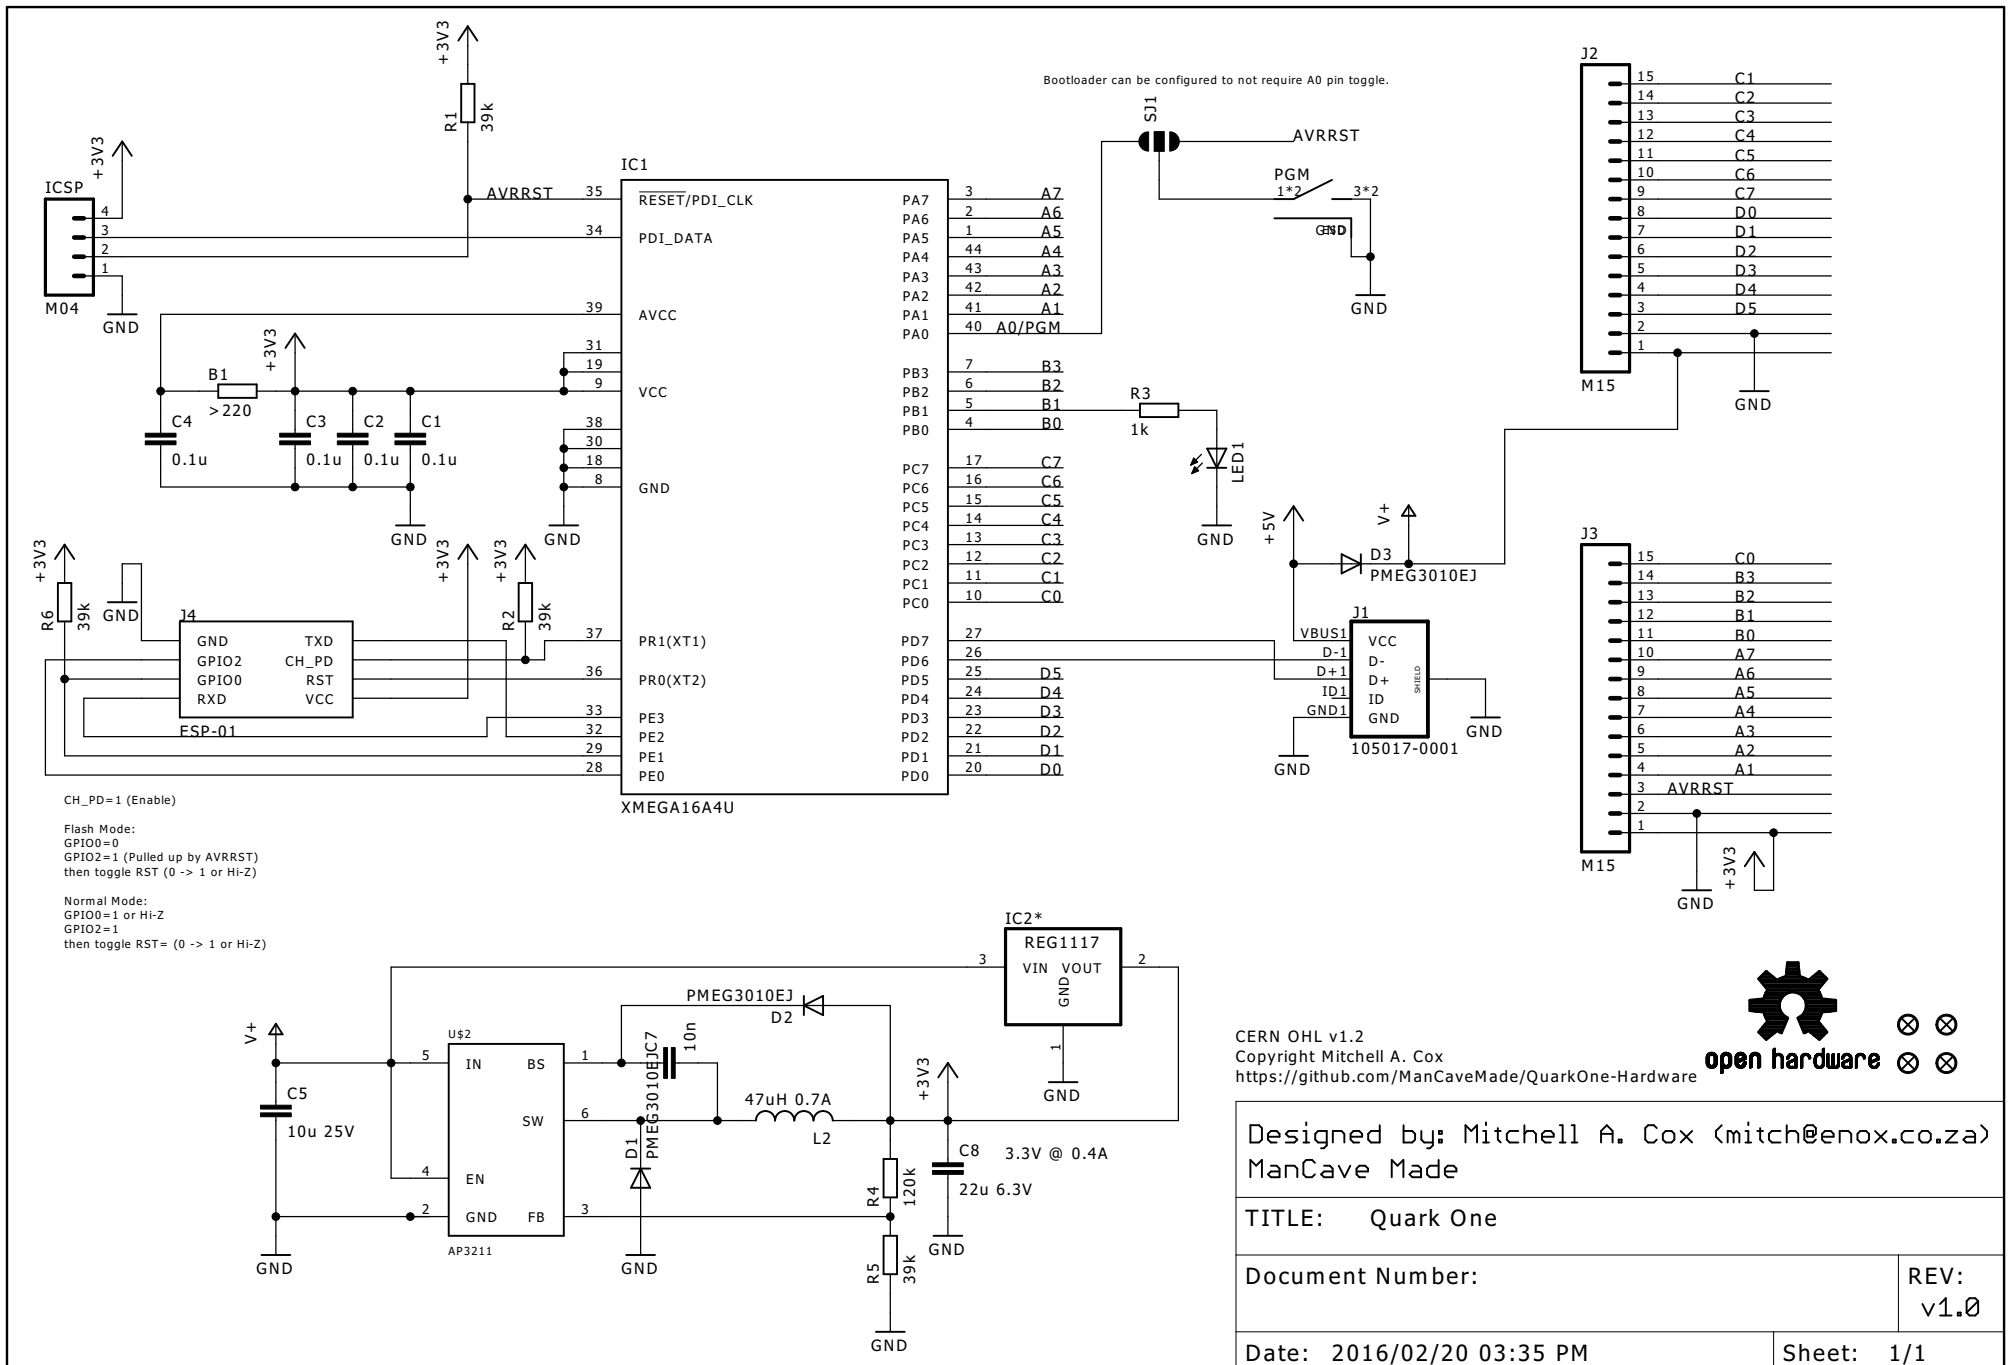 +3V3
R1
39k
Bootloader can be configured to not require A0 pin toggle.
SJ1
AVRRST
PGM
1*2
3*2
GND
ICSP
+3V3
4
3
2
1
M04
GND
IC1
AVRRST
35 RESET/PDI_CLK
34 PDI_DATA
39 AVCC
31
19
9 VCC
38
30
18
8 GND
37 PR1(XT1)
36 PR0(XT2)
33 PE3
32 PE2
29 PE1
28 PE0
XMEGA16A4U
PA7 3 A7
PA6 2 A6
PA5 1 A5
PA4 44 A4
PA3 43 A3
PA2 42 A2
PA1 41 A1
PA0 40 A0/PGM
PB3 7 B3
PB2 6 B2
PB1 5 B1
PB0 4 B0
PC7 17 C7
PC6 16 C6
PC5 15 C5
PC4 14 C4
PC3 13 C3
PC2 12 C2
PC1 11 C1
PC0 10 C0
PD7 27
PD6 26
PD5 25 D5
PD4 24 D4
PD3 23 D3
PD2 22 D2
PD1 21 D1
PD0 20 D0
+3V3
B1
>220
C4
0.1u
C3
0.1u
C2
0.1u
C1
0.1u
GND
GND
R3
1k
LED1
GND
+3V3
R6
39k
GND
+3V3
+3V3
R2
39k
J4
GND TXD
GPIO2 CH_PD
GPIO0 RST
RXD VCC
ESP-01
+5V
V+
D3
PMEG3010EJ
J1
VBUS1 VCC
D-1 D-
D+1 D+
ID1 ID
GND1 GND
SHIELD
105017-0001
GND
GND
J2
15 C1
14 C2
13 C3
12 C4
11 C5
10 C6
9 C7
8 D0
7 D1
6 D2
5 D3
4 D4
3 D5
2
1
M15
GND
J3
15 C0
14 B3
13 B2
12 B1
11 B0
10 A7
9 A6
8 A5
7 A4
6 A3
5 A2
4 A1
3 AVRRST
2
1
M15
+3V3
GND
CH_PD=1 (Enable)
Flash Mode:
GPIO0=0
GPIO2=1 (Pulled up by AVRRST)
then toggle RST (0 -> 1 or Hi-Z)
Normal Mode:
GPIO0=1 or Hi-Z
GPIO2=1
then toggle RST= (0 -> 1 or Hi-Z)
IC2*
REG1117
3 VIN VOUT 2
GND
1
GND
PMEG3010EJ
D2
V+
C5
10u 25V
GND
U$2
5 IN BS 1
SW 6
4 EN
2 GND FB 3
AP3211
C7
10n
D1
PMEG3010EJ
GND
47uH 0.7A
L2
+3V3
R4
120k
R5
39k
GND
C8
22u 6.3V
GND
3.3V @ 0.4A
CERN OHL v1.2
Copyright Mitchell A. Cox
https://github.com/ManCaveMade/QuarkOne-Hardware
open hardware
Designed by: Mitchell A. Cox (mitch@enox.co.za)
ManCave Made
TITLE: Quark One
Document Number:
REV:
v1.0
Date: 2016/02/20 03:35 PM
Sheet: 1/1